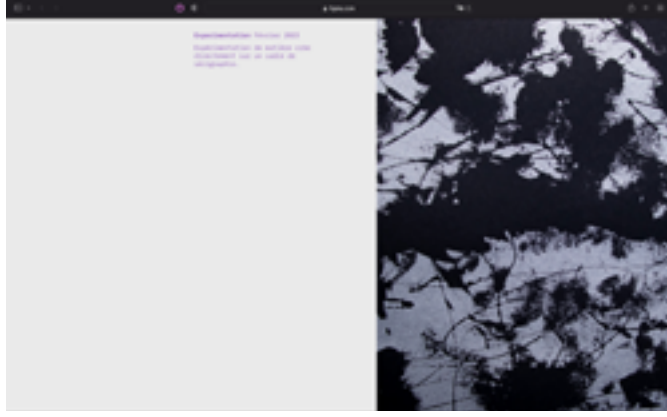 Expérimentation Février 2022
Expérimentation de matière crée
directement sur un cadre de
sérigraphie.